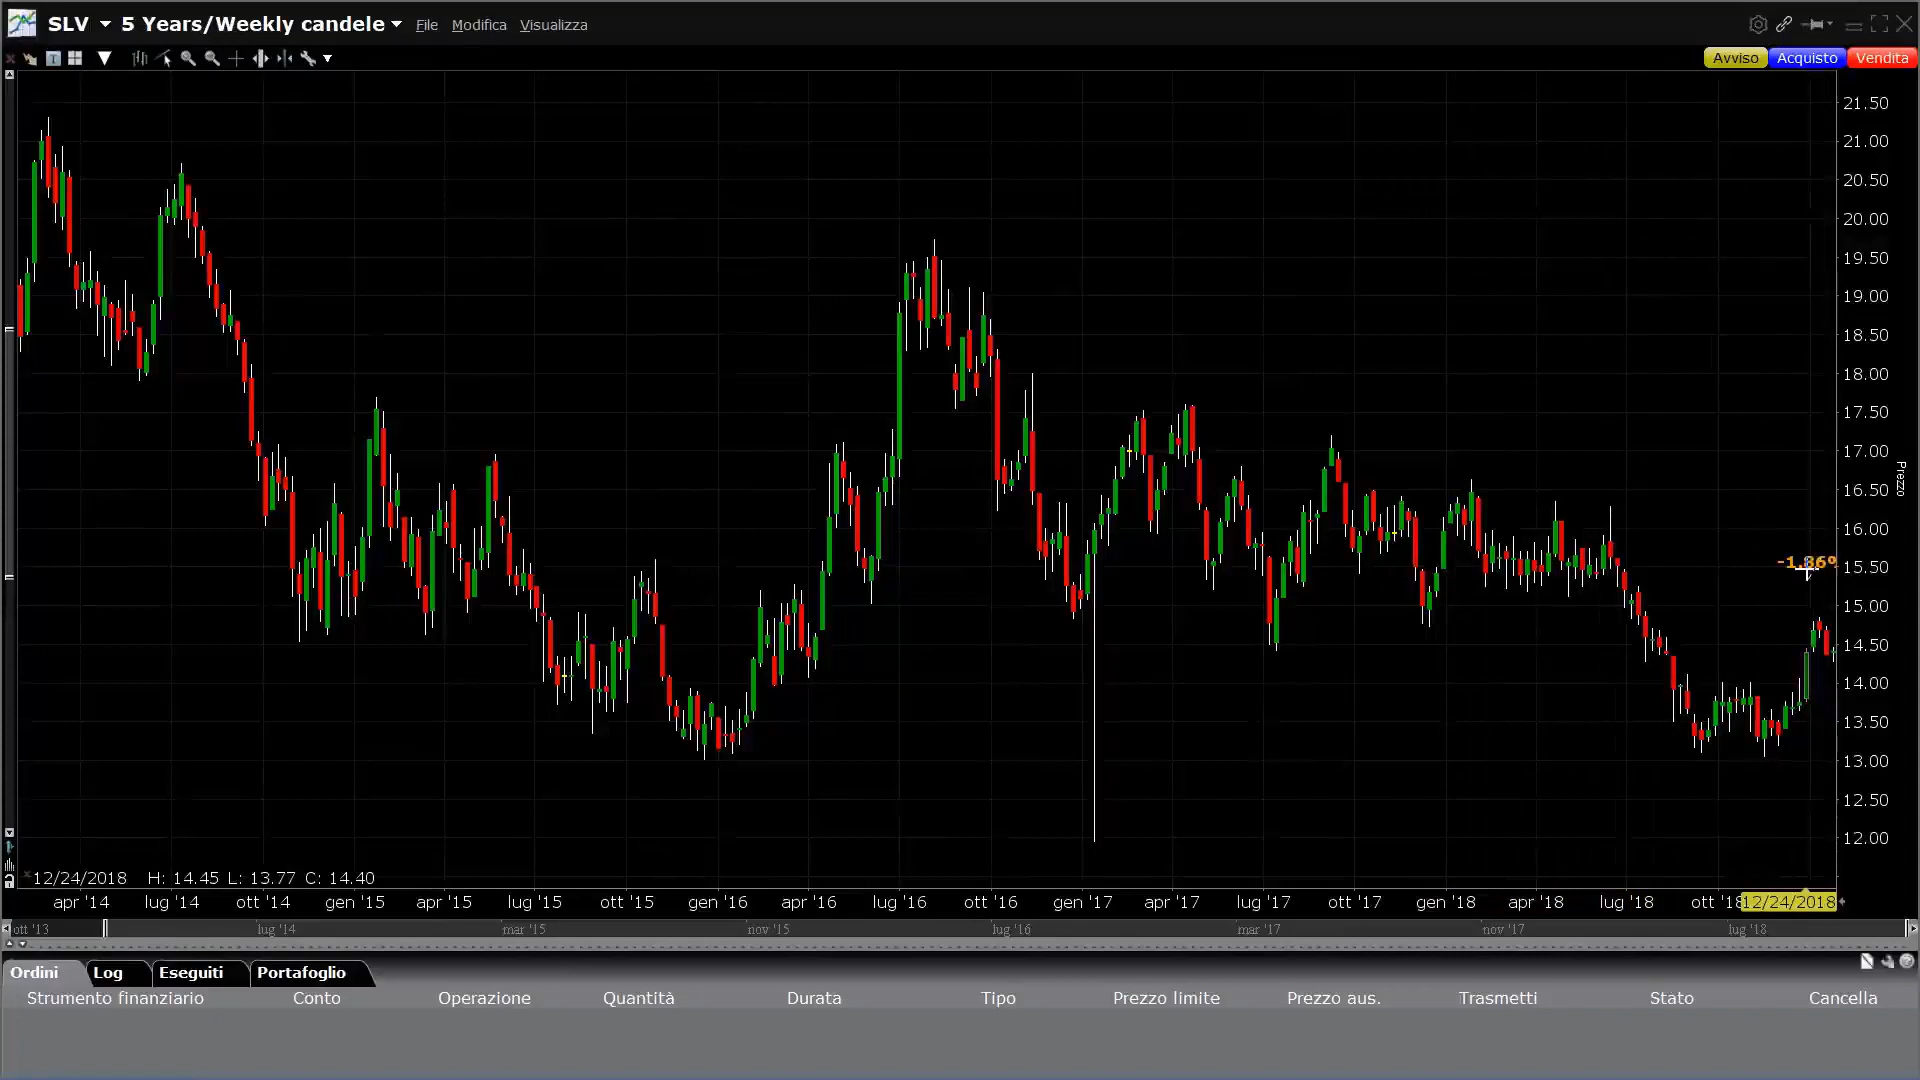 SLV 5 Years/Weekly candele File Modifica Visualizza
T Avviso Acquisto Vendita
21.50
21.00
20.50
20.00
19.50
19.00
18.50
18.00
17.50
17.00
16.50
16.00
15.50
15.00
14.50
14.00
13.50
13.00
12.50
12.00
Prezzo
12/24/2018 H: 14.45 L: 13.77 C: 14.40
apr '14 lug '14 ott '14 gen '15 apr '15 lug '15 ott '15 gen '16 apr '16 lug '16 ott '16 gen '17 apr '17 lug '17 ott '17 gen '18 apr '18 lug '18 ott '18 12/24/2018
ott '13 lug '14 mar '15 nov '15 lug '16 mar '17 nov '17 lug '18
Ordini Log Eseguiti Portafoglio
Strumento finanziario Conto Operazione Quantità Durata Tipo Prezzo limite Prezzo aus. Trasmetti Stato Cancella